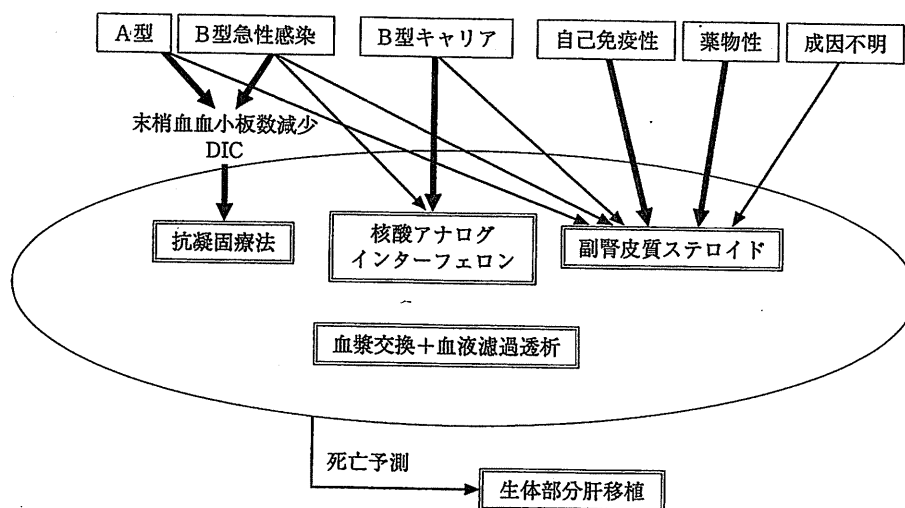 A型
B型急性感染
B型キャリア
自己免疫性
薬物性
成因不明
末梢血血小板数減少
DIC
抗凝固療法
核酸アナログ
インターフェロン
副腎皮質ステロイド
血漿交換＋血液濾過透析
死亡予測
生体部分肝移植